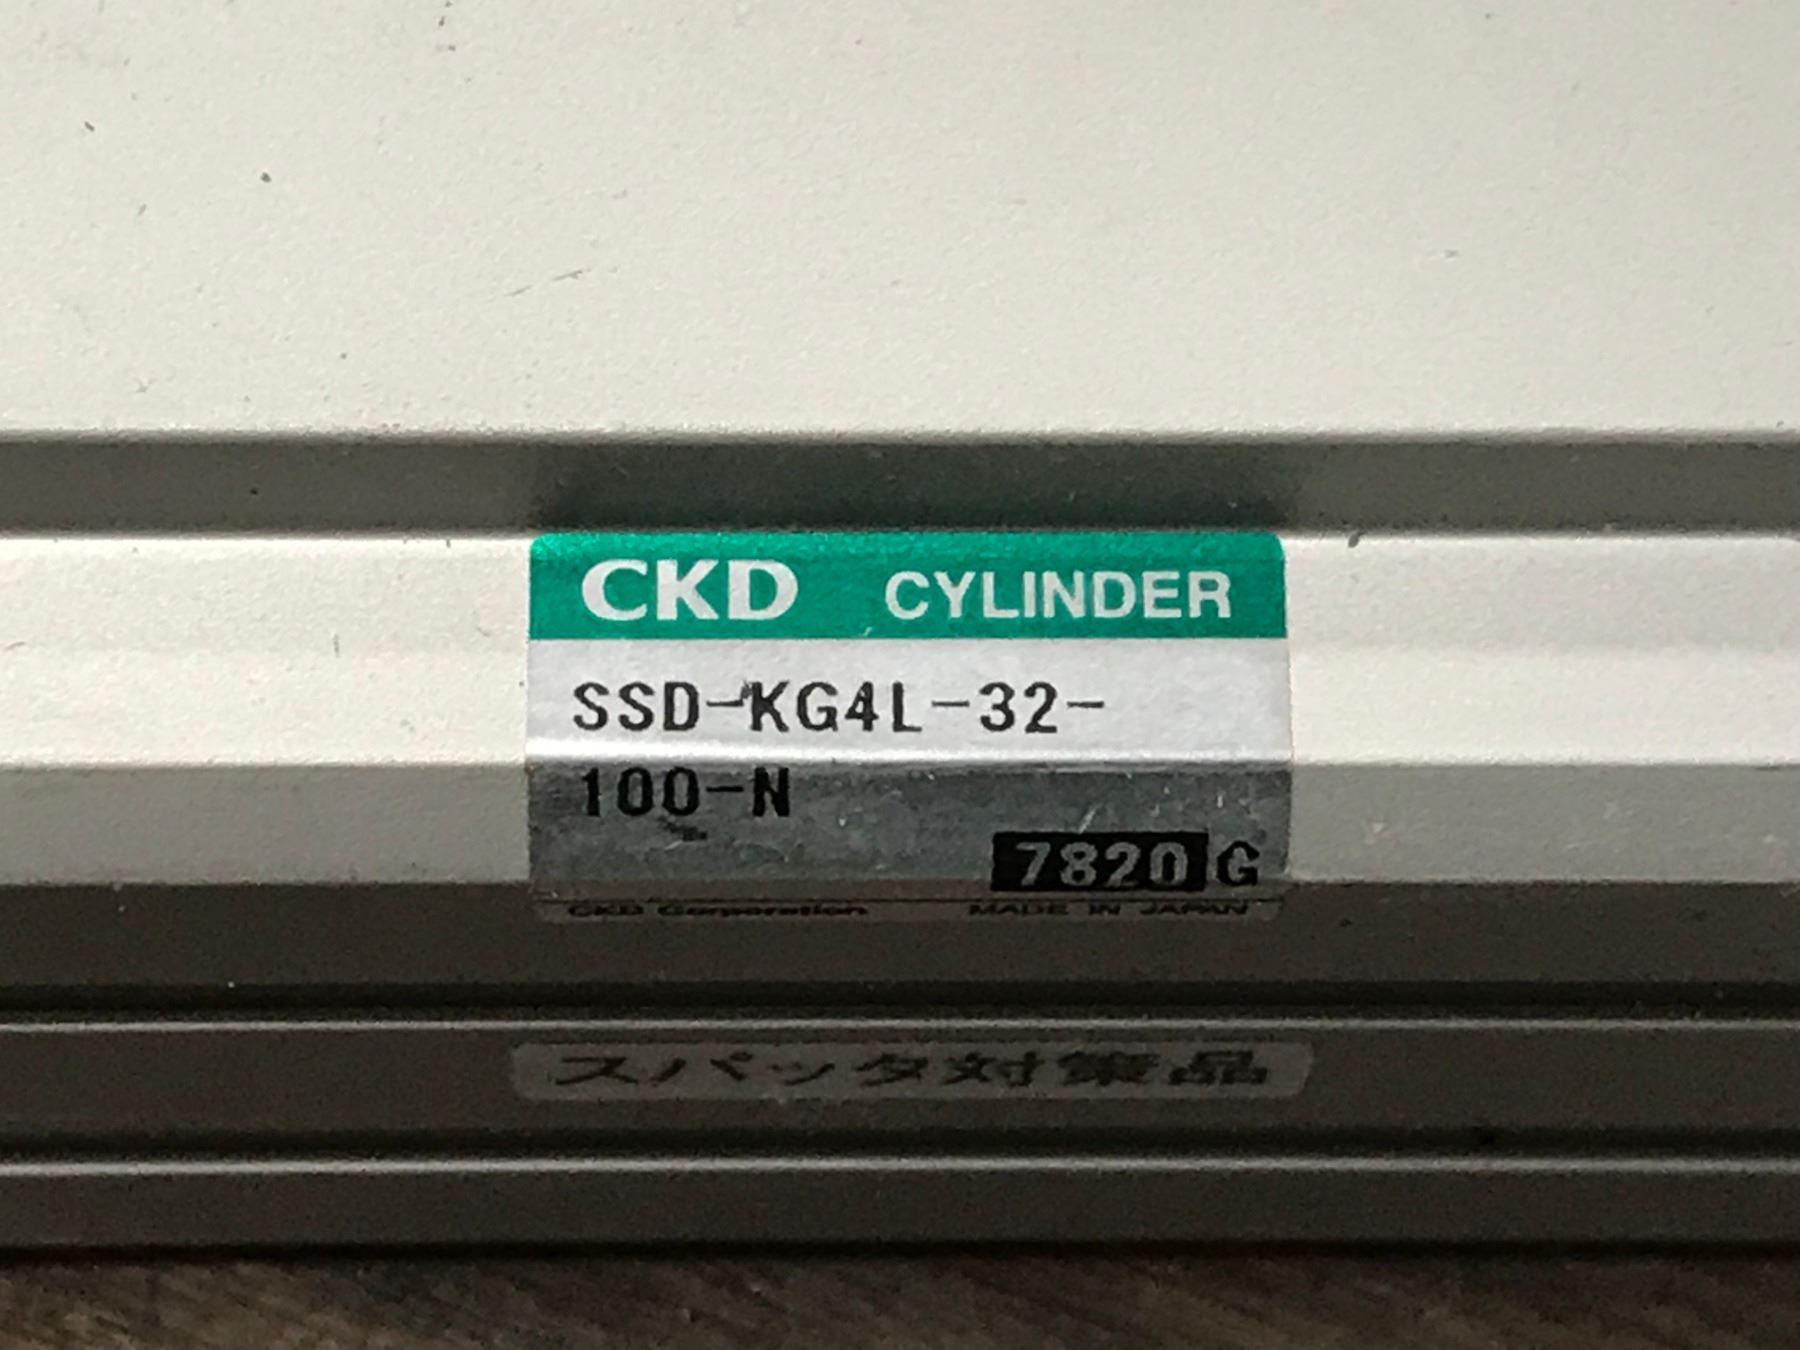 CKD CYLINDER
SSD-KG4L-32-
100-N
7820 G
CKD Corporation MADE IN JAPAN
スパッタ対策品